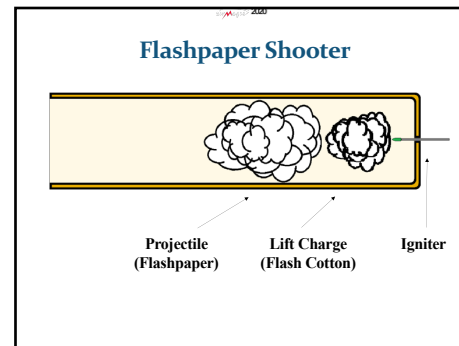 2020
Flashpaper Shooter
Projectile
(Flashpaper)
Lift Charge
(Flash Cotton)
Igniter